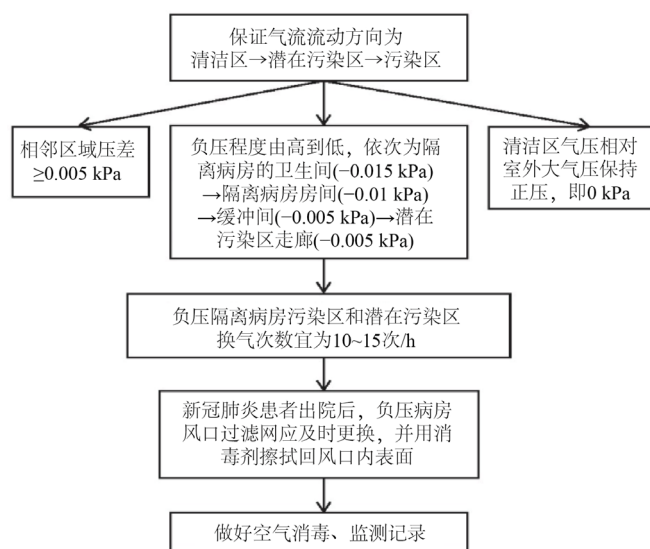 保证气流流动方向为
清洁区→潜在污染区→污染区
相邻区域压差
≥0.005 kPa
负压程度由高到低，依次为隔
离病房的卫生间(−0.015 kPa)
→隔离病房房间(−0.01 kPa)
→缓冲间(−0.005 kPa)→潜在
污染区走廊(−0.005 kPa)
清洁区气压相对
室外大气压保持
正压，即0 kPa
负压隔离病房污染区和潜在污染区
换气次数宜为10~15次/h
新冠肺炎患者出院后，负压病房
风口过滤网应及时更换，并用消
毒剂擦拭回风口内表面
做好空气消毒、监测记录